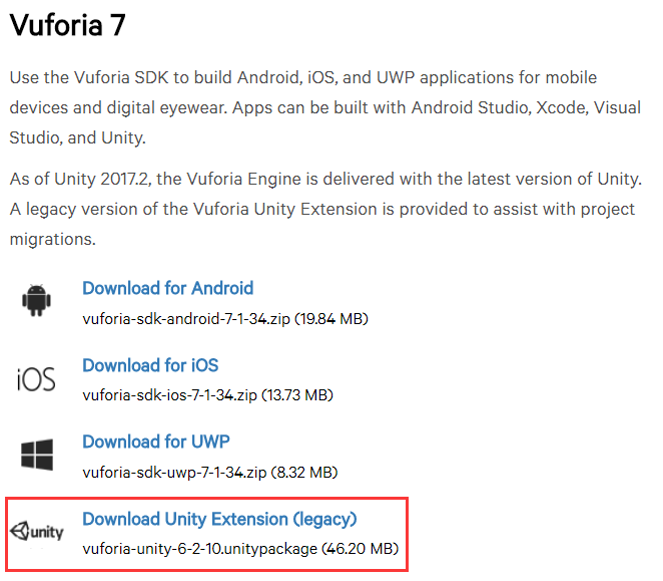 Vuforia 7
Use the Vuforia SDK to build Android, iOS, and UWP applications for mobile
devices and digital eyewear. Apps can be built with Android Studio, Xcode, Visual
Studio, and Unity.
As of Unity 2017.2, the Vuforia Engine is delivered with the latest version of Unity.
A legacy version of the Vuforia Unity Extension is provided to assist with project
migrations.
Download for Android
vuforia-sdk-android-7-1-34.zip (19.84 MB)
iOS
Download for iOS
vuforia-sdk-ios-7-1-34.zip (13.73 MB)
Download for UWP
vuforia-sdk-uwp-7-1-34.zip (8.32 MB)
unity
Download Unity Extension (legacy)
vuforia-unity-6-2-10.unitypackage (46.20 MB)